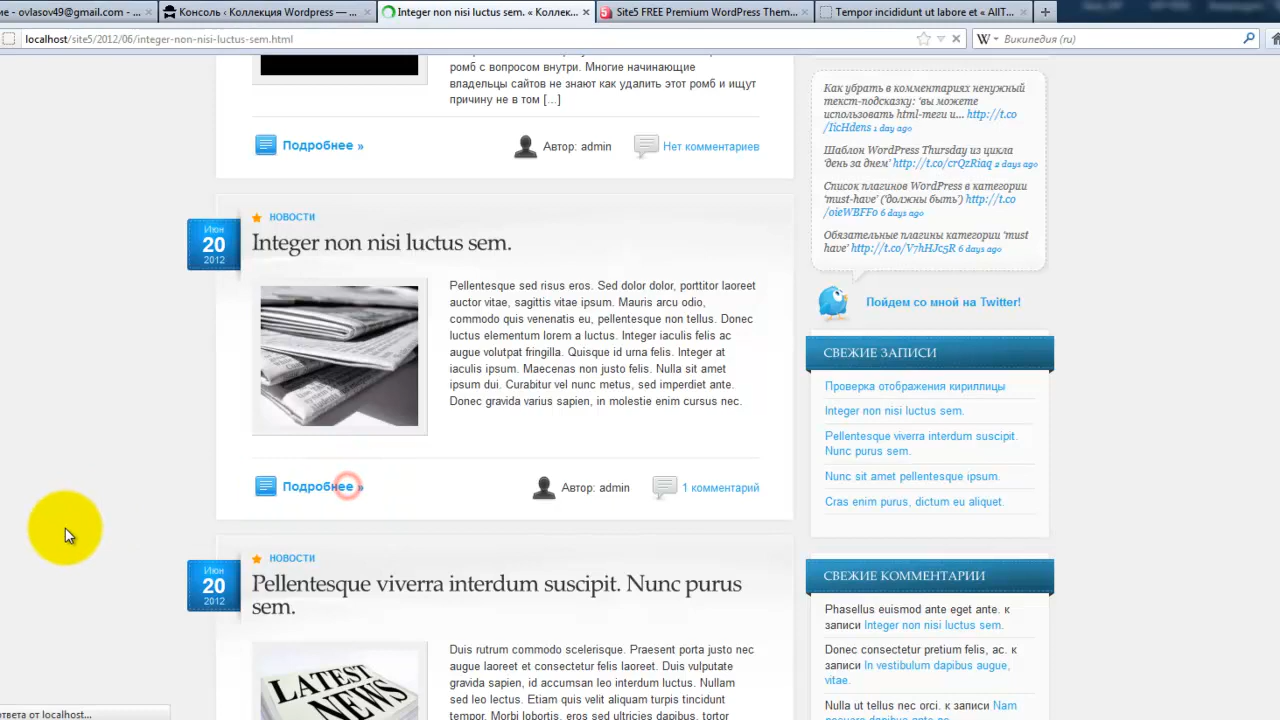 ие - ovlasov49@gmail.com - ...
Консоль ‹ Коллекция Wordpress — ...
Integer non nisi luctus sem. « Коллек...
Site5 FREE Premium WordPress Them...
Tempor incididunt ut labore et « AllT...
localhost/site5/2012/06/integer-non-nisi-luctus-sem.html
W
Википедия (ru)
ромб с вопросом внутри. Многие начинающие
владельцы сайтов не знают как удалить этот ромб и ищут
причину не в том [...]
Подробнее »
Автор: admin
Нет комментариев
Июн
20
2012
НОВОСТИ
Integer non nisi luctus sem.
Pellentesque sed risus eros. Sed dolor dolor, porttitor laoreet
auctor vitae, sagittis vitae ipsum. Mauris arcu odio,
commodo quis venenatis eu, pellentesque non tellus. Donec
luctus elementum lorem a luctus. Integer iaculis felis ac
augue volutpat fringilla. Quisque id urna felis. Integer at
iaculis ipsum. Maecenas non justo felis. Nulla sit amet
ipsum dui. Curabitur vel nunc metus, sed imperdiet ante.
Donec gravida varius sapien, in molestie enim cursus nec.
Подробнее »
Автор: admin
1 комментарий
Июн
20
2012
НОВОСТИ
Pellentesque viverra interdum suscipit. Nunc purus
sem.
LATEST
NEWS
Duis rutrum commodo scelerisque. Praesent porta justo nec
augue laoreet et consectetur felis laoreet. Duis vulputate
gravida sapien, id accumsan leo interdum luctus. Nullam
sed leo lectus. Etiam quis velit aliquam turpis tincidunt
tempor. Morbi lobortis, eros sed ultricies dapibus, tortor
Как убрать в комментариях ненужный
текст-подсказку: 'вы можете
использовать html-теги и... http://t.co
/IicHdens 1 day ago
Шаблон WordPress Thursday из цикла
'день за днем' http://t.co/crQzRiaq 2 days ago
Список плагинов WordPress в категории
'must-have' ('должны быть') http://t.co
/oieWBFFo 6 days ago
Обязательные плагины категории 'must
have' http://t.co/V7hHJc5R 6 days ago
Пойдем со мной на Twitter!
СВЕЖИЕ ЗАПИСИ
Проверка отображения кириллицы
Integer non nisi luctus sem.
Pellentesque viverra interdum suscipit.
Nunc purus sem.
Nunc sit amet pellentesque ipsum.
Cras enim purus, dictum eu aliquet.
СВЕЖИЕ КОММЕНТАРИИ
Phasellus euismod ante eget ante. к
записи Integer non nisi luctus sem.
Donec consectetur pretium felis, ac. к
записи In vestibulum dapibus augue,
vitae.
Nulla ut tellus nec orci. к записи Nam
ответа от localhost...